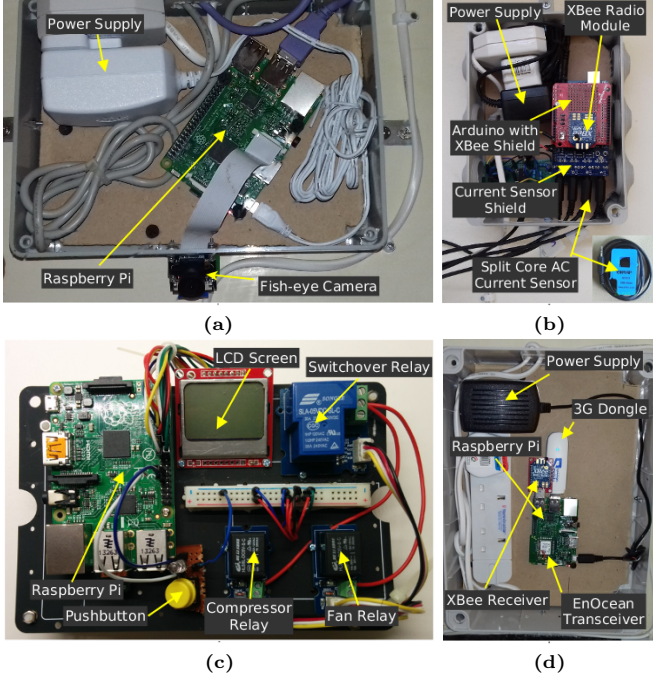 Power Supply
Raspberry Pi
Fish-eye Camera
(a)
Power Supply
XBee Radio
Module
Arduino with
XBee Shield
Current Sensor
Shield
Split Core AC
Current Sensor
(b)
LCD Screen
Switchover Relay
SONGLE
Raspberry Pi
Pushbutton
Compressor
Relay
Fan Relay
(c)
Power Supply
3G Dongle
Raspberry Pi
XBee Receiver
EnOcean
Transceiver
(d)